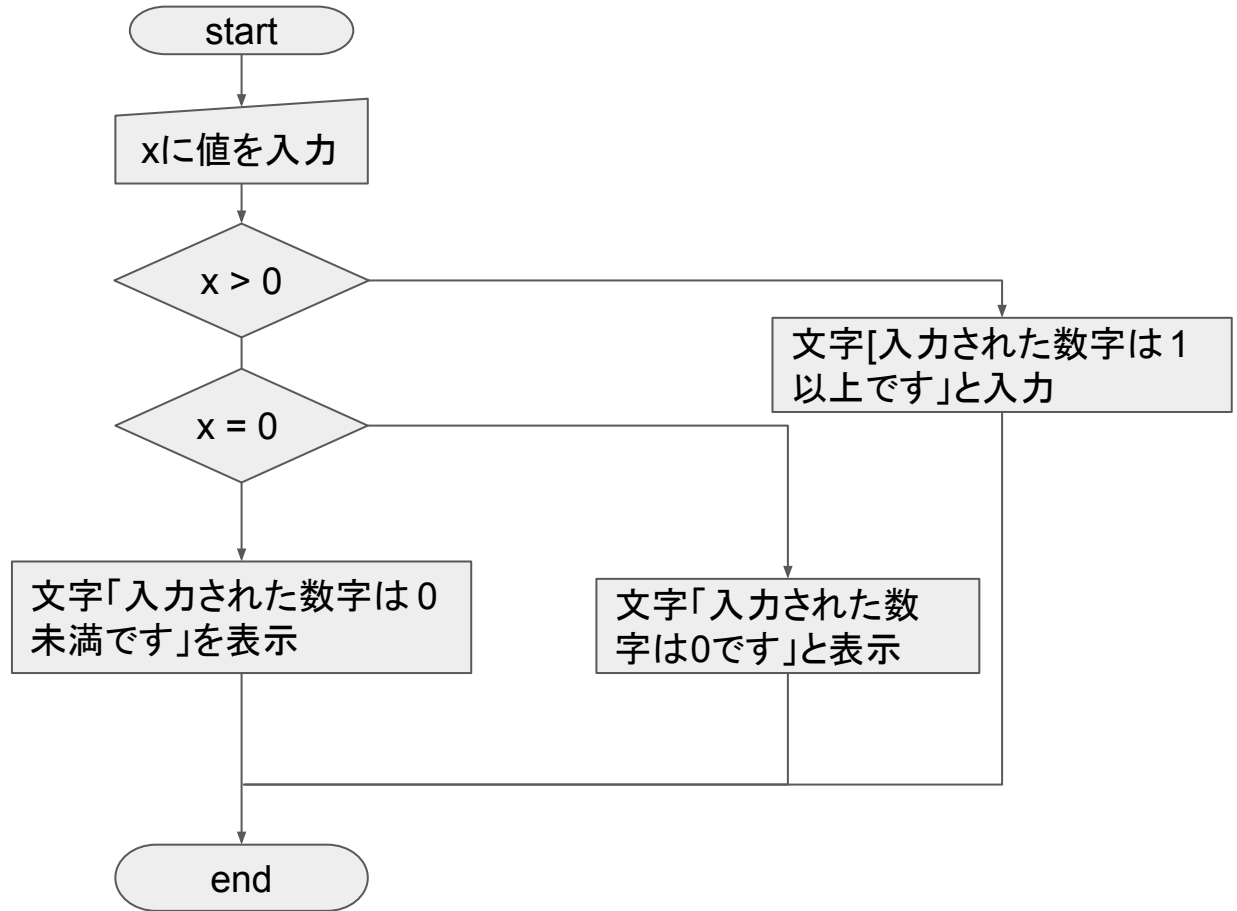 start
xに値を入力
x > 0
文字[入力された数字は1
以上です」と入力
x = 0
文字「入力された数字は0
未満です」を表示
文字「入力された数
字は0です」と表示
end